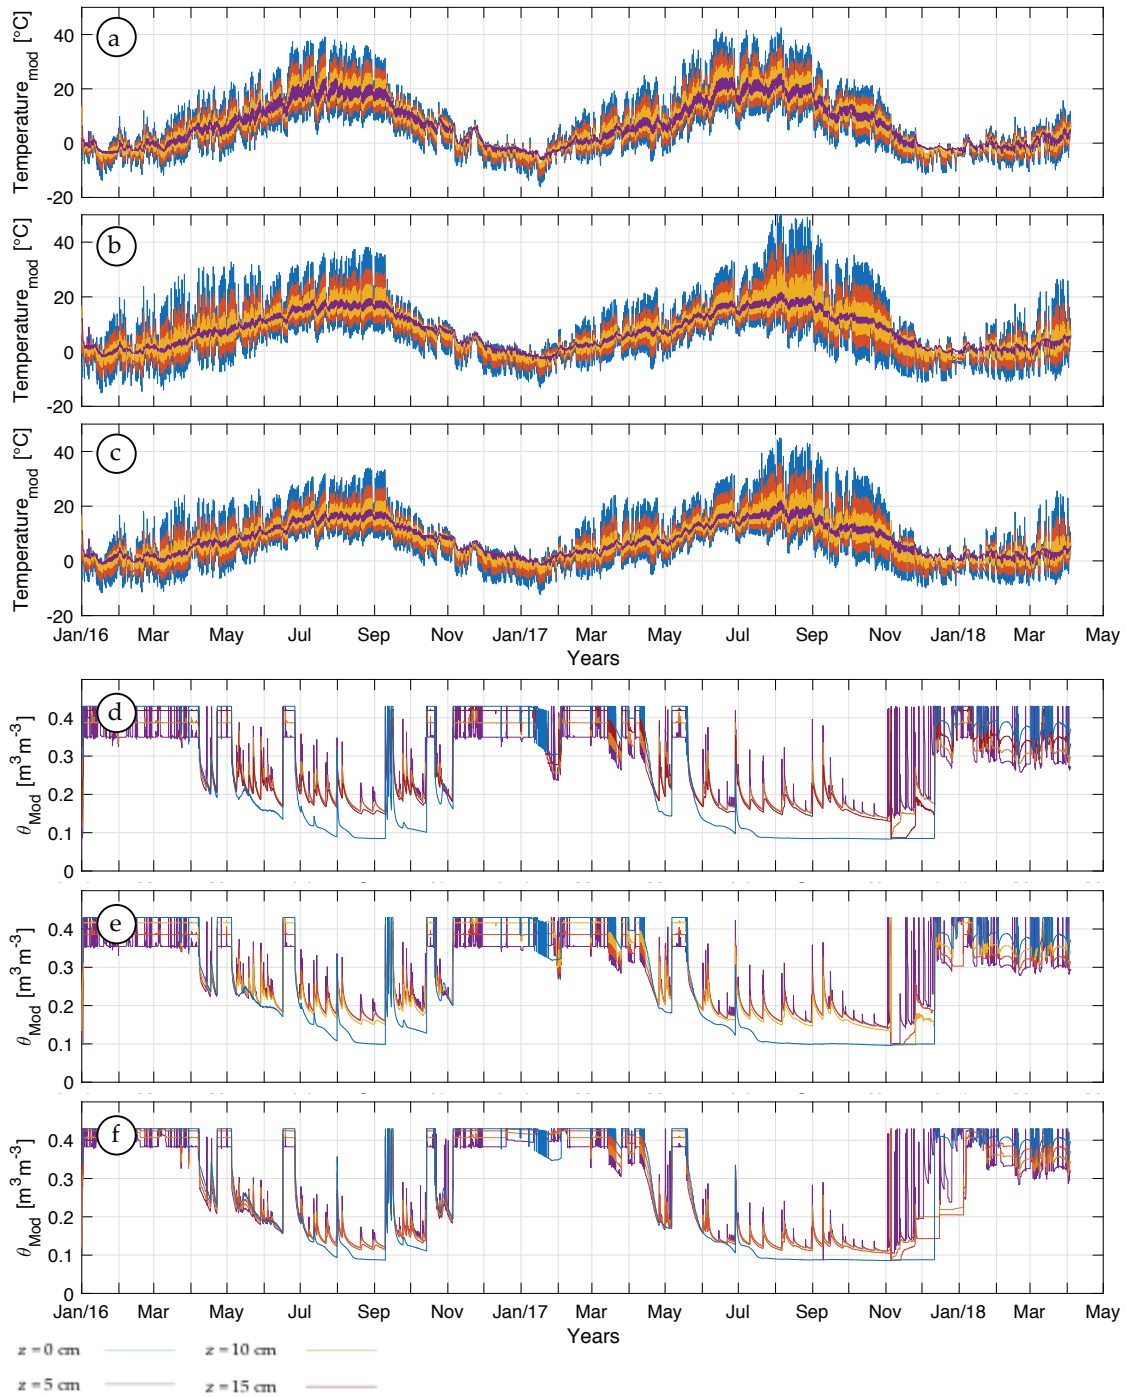 Temperature_mod [°C]
40
20
0
-20
a
Temperature_mod [°C]
40
20
0
-20
b
Temperature_mod [°C]
40
20
0
-20
c
Jan/16 Mar May Jul Sep Nov Jan/17 Mar May Jul Sep Nov Jan/18 Mar May
Years
θ_Mod [m³m-³]
0.4
0.3
0.2
0.1
0
d
θ_Mod [m³m-³]
0.4
0.3
0.2
0.1
0
e
θ_Mod [m³m-³]
0.4
0.3
0.2
0.1
0
f
Jan/16 Mar May Jul Sep Nov Jan/17 Mar May Jul Sep Nov Jan/18 Mar May
Years
z = 0 cm z = 10 cm
z = 5 cm z = 15 cm